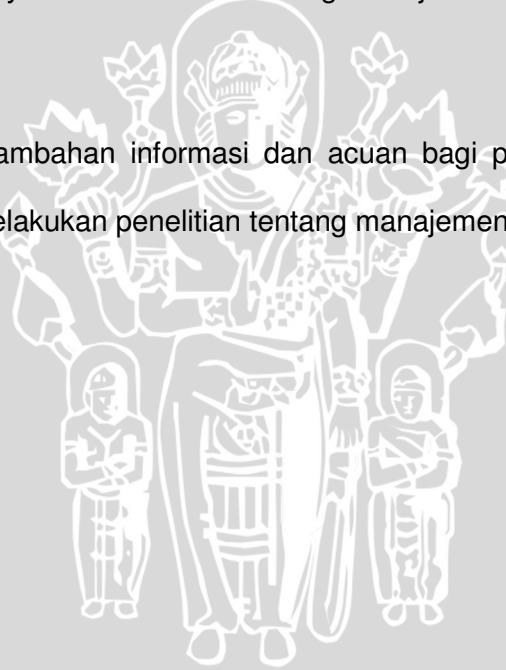 ambahan informasi dan acuan bagi p
elakukan penelitian tentang manajemen